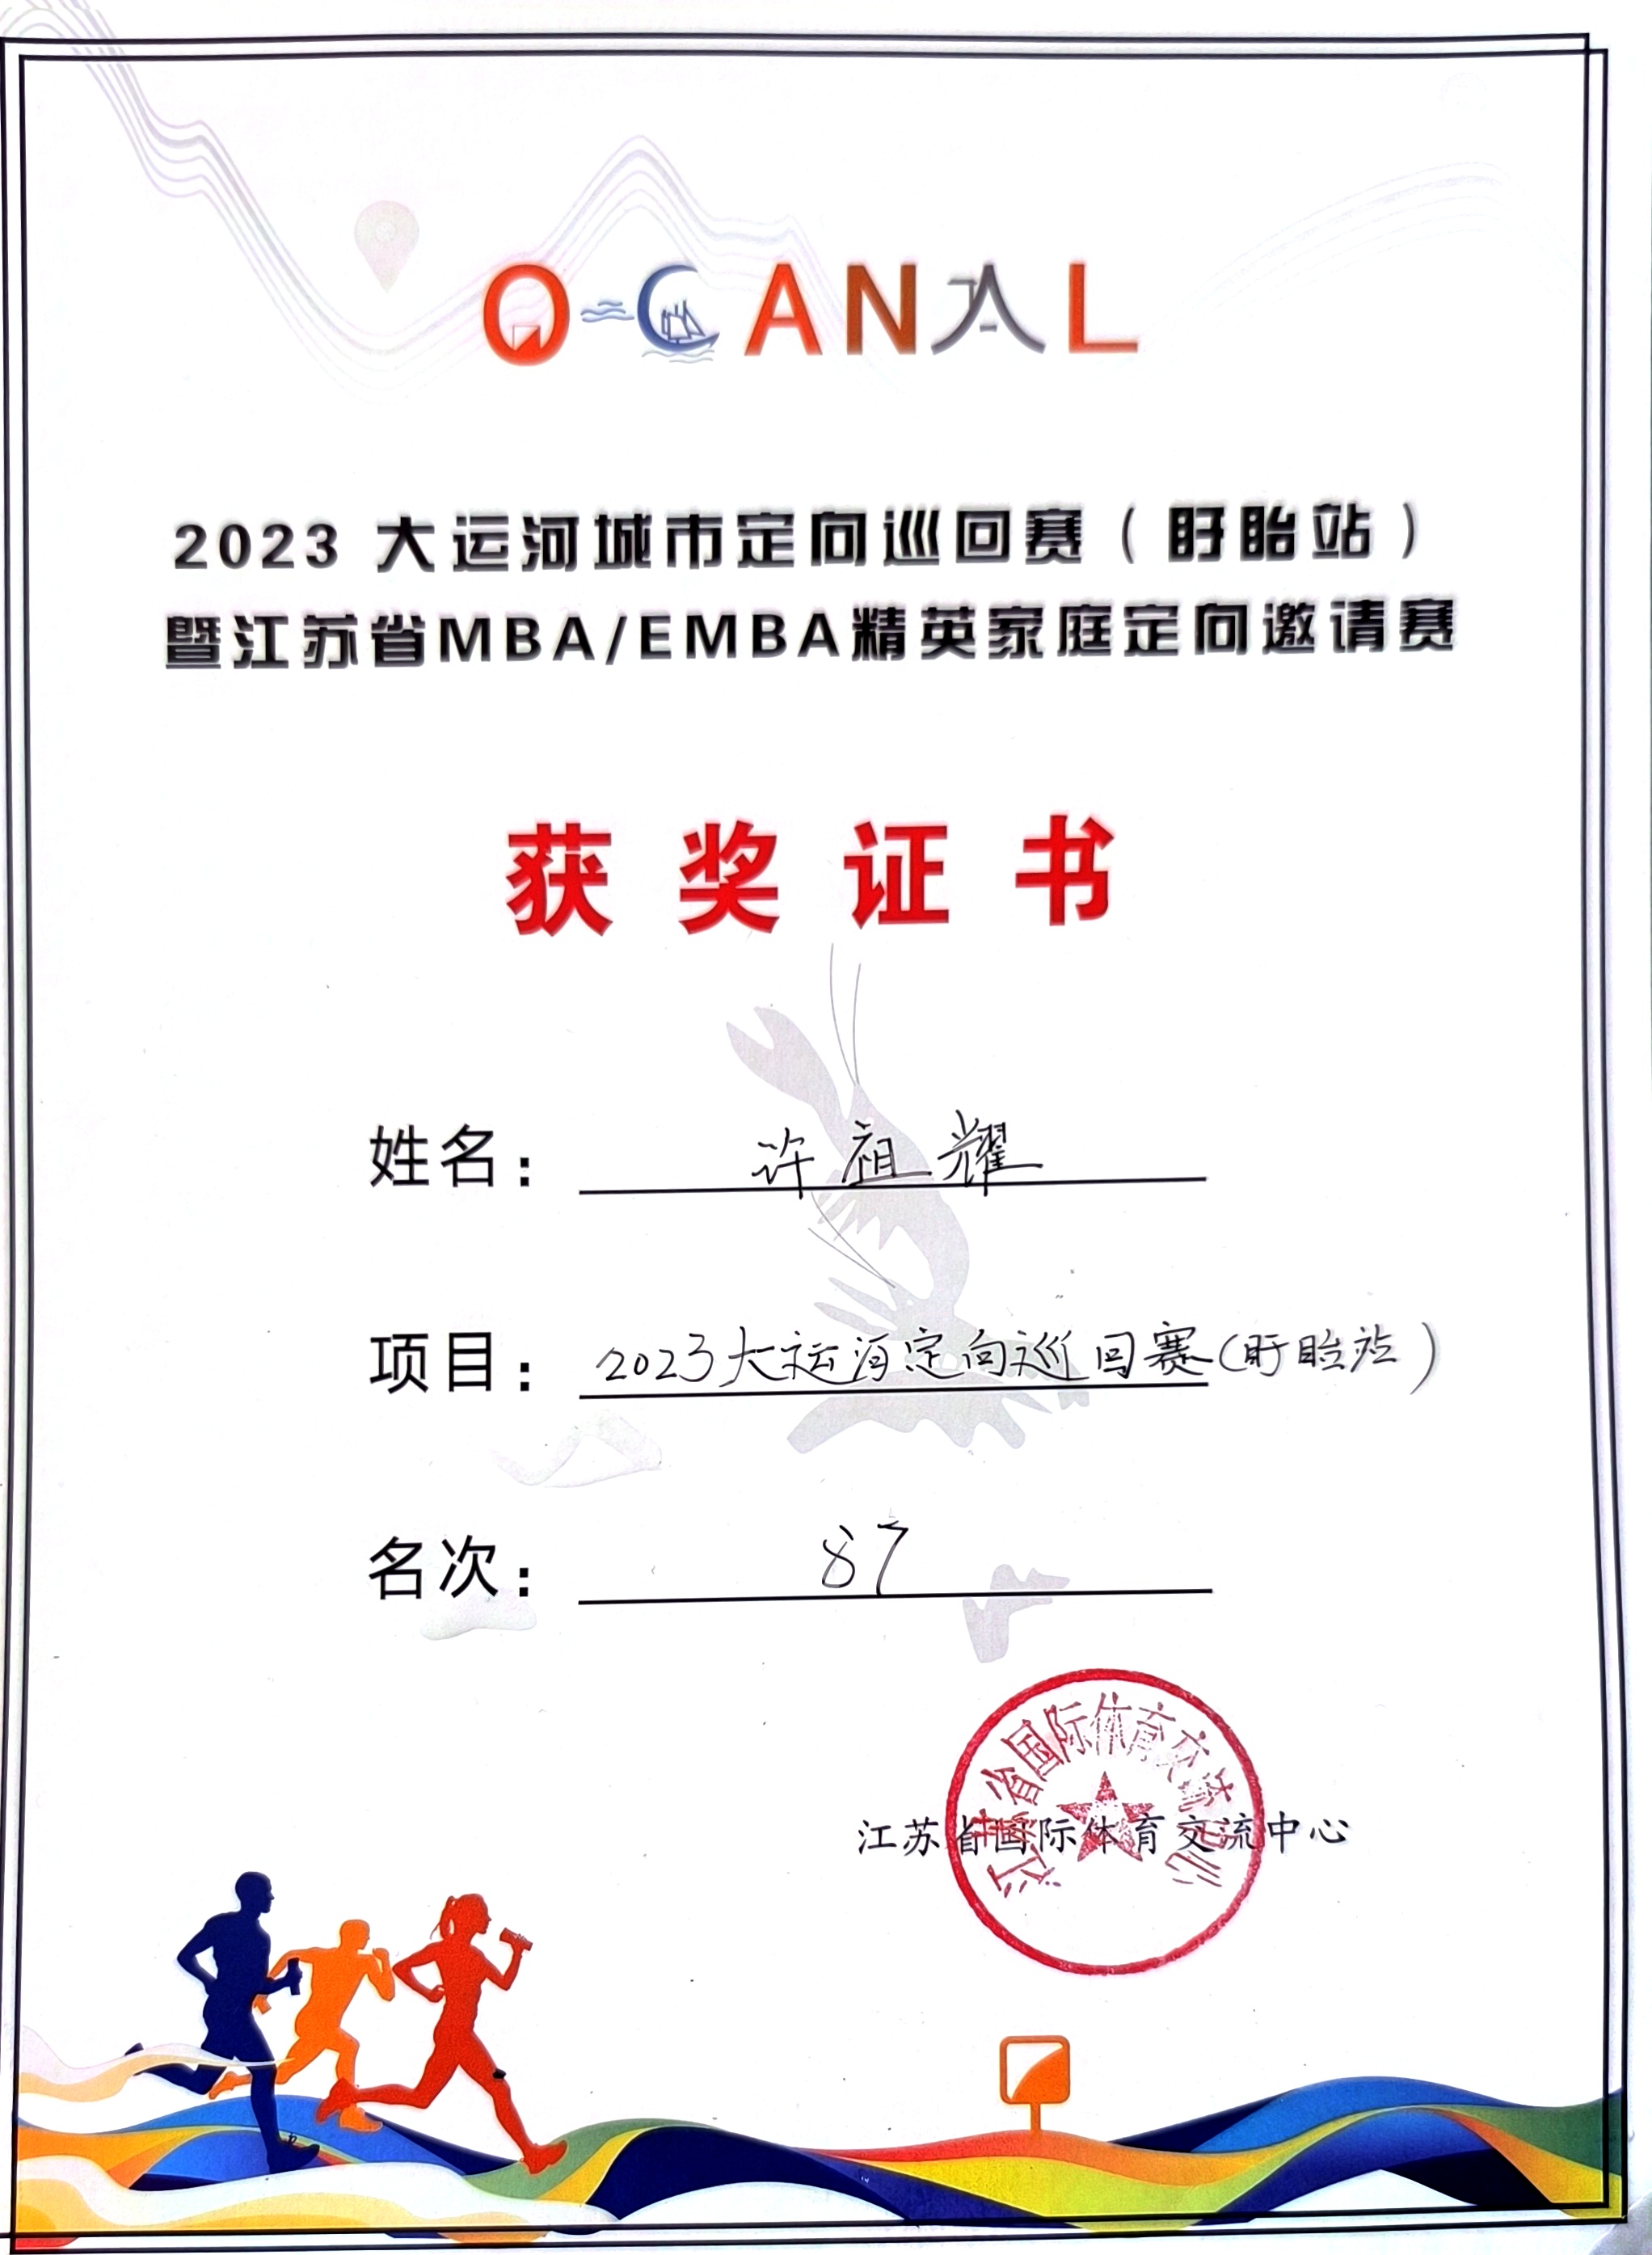 O-CANAL
2023 大运河城市定向巡回赛（盱眙站）
暨江苏省MBA/EMBA精英家庭定向邀请赛
获奖证书
姓名： 许祖耀
项目： 2023大运河定向巡回赛(盱眙站)
名次： 87
江苏省国际体育交流中心
江苏省国际体育交流中心